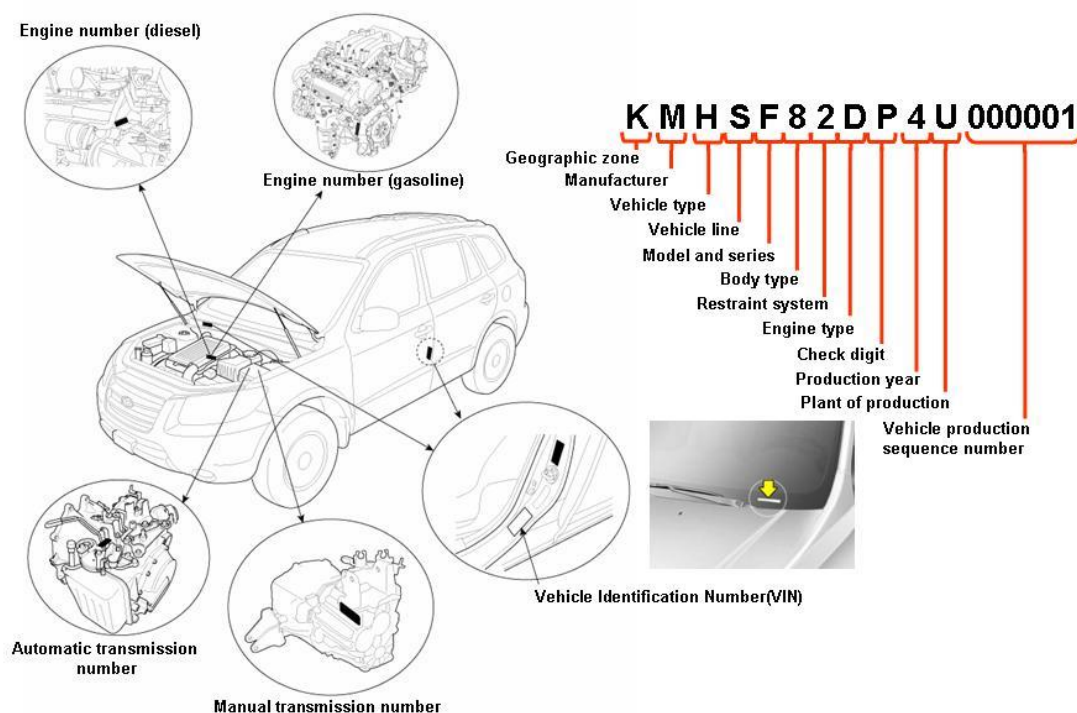 Engine number (diesel)
Engine number (gasoline)
K M H S F 8 2 D P 4 U 000001
Geographic zone
Manufacturer
Vehicle type
Vehicle line
Model and series
Body type
Restraint system
Engine type
Check digit
Production year
Plant of production
Vehicle production
sequence number
Vehicle Identification Number(VIN)
Automatic transmission
number
Manual transmission number